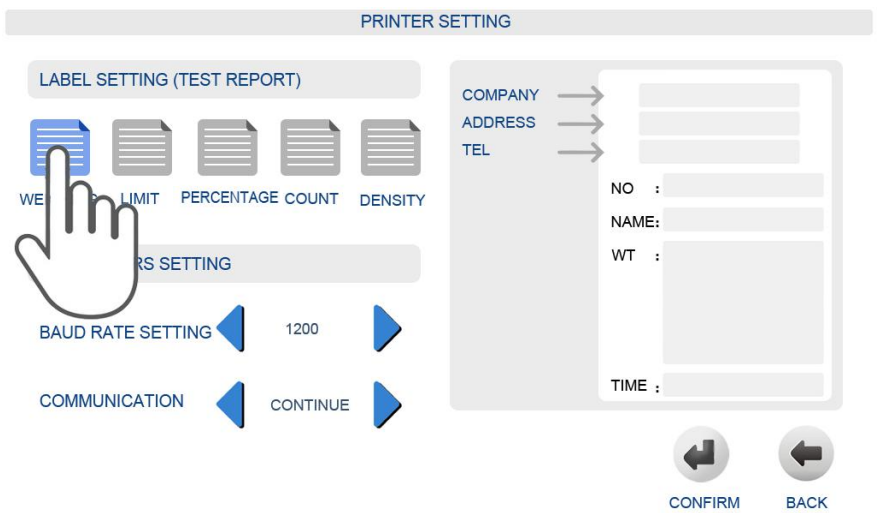 PRINTER SETTING
LABEL SETTING (TEST REPORT)
LIMIT PERCENTAGE COUNT DENSITY
SETTING
BAUD RATE SETTING 1200
COMMUNICATION CONTINUE
COMPANY
ADDRESS
TEL
NO :
NAME:
WT :
TIME :
CONFIRM BACK